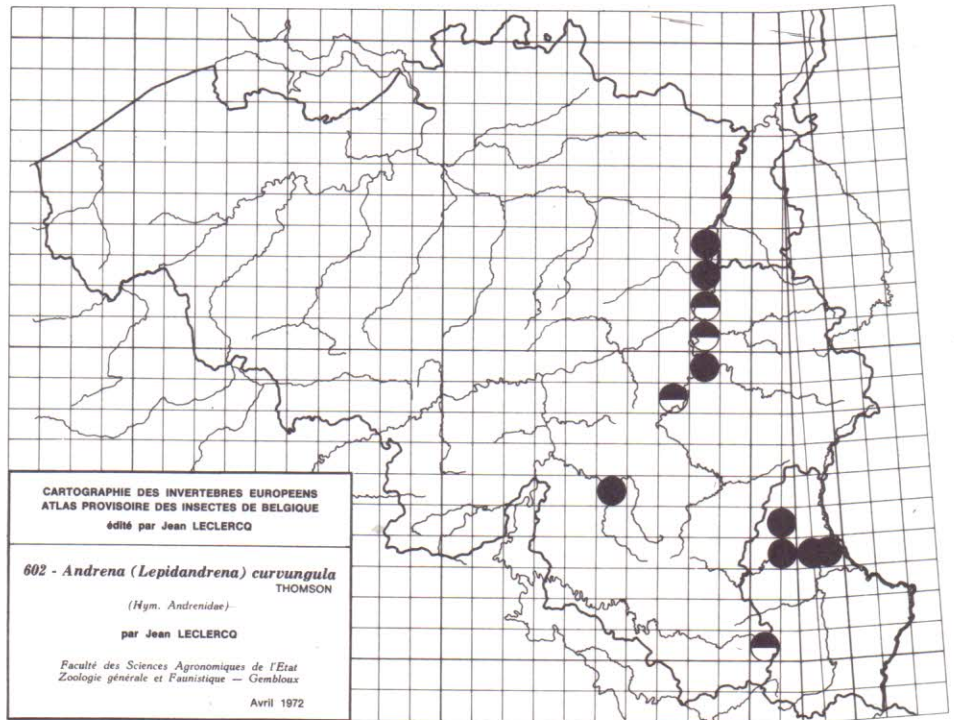 CARTOGRAPHIE DES INVERTEBRES EUROPEENS
ATLAS PROVISOIRE DES INSECTES DE BELGIQUE
édité par Jean LECLERCQ
602 - Andrena (Lepidandrena) curvungula
THOMSON
(Hym. Andrenidae)
par Jean LECLERCQ
Faculté des Sciences Agronomiques de l'Etat
Zoologie générale et Faunistique — Gembloux
Avril 1972